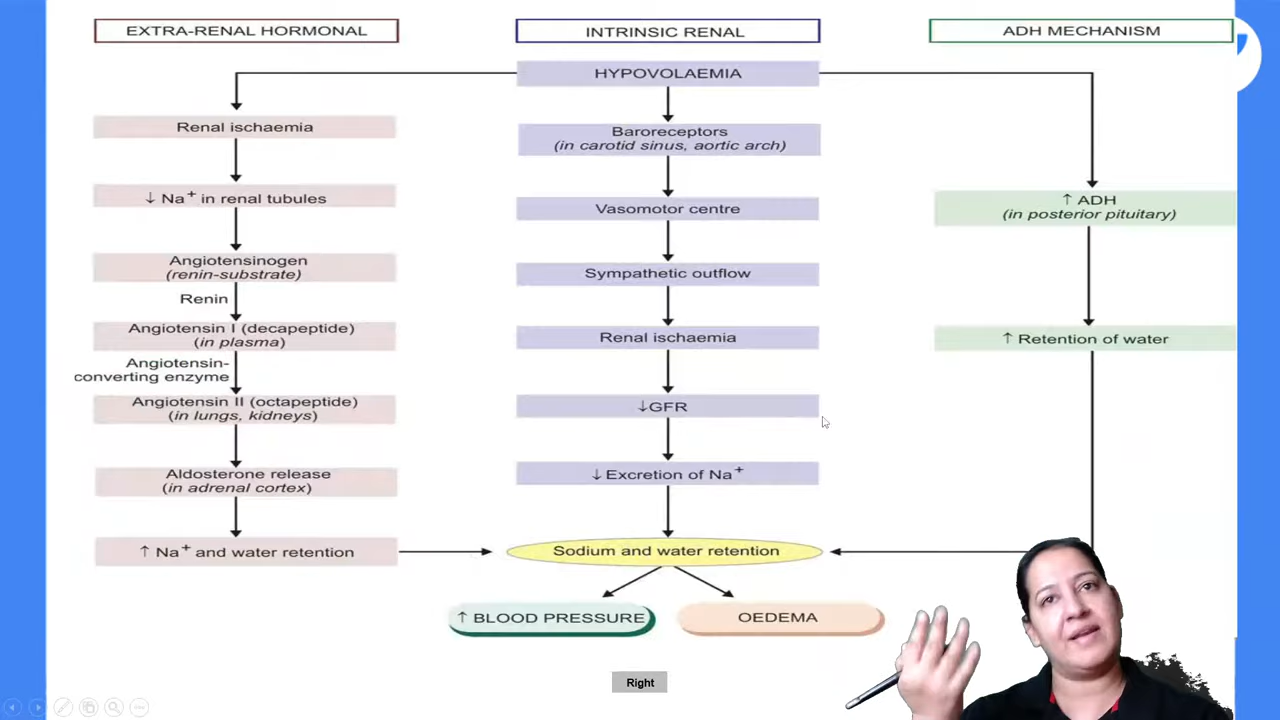 EXTRA-RENAL HORMONAL
INTRINSIC RENAL
ADH MECHANISM
HYPOVOLAEMIA
Renal ischaemia
↓ Na⁺ in renal tubules
Angiotensinogen
(renin-substrate)
Renin
Angiotensin I (decapeptide)
(in plasma)
Angiotensin-
converting enzyme
Angiotensin II (octapeptide)
(in lungs, kidneys)
Aldosterone release
(in adrenal cortex)
↑ Na⁺ and water retention
Baroreceptors
(in carotid sinus, aortic arch)
Vasomotor centre
Sympathetic outflow
Renal ischaemia
↓GFR
↓ Excretion of Na⁺
↑ ADH
(in posterior pituitary)
↑ Retention of water
Sodium and water retention
↑ BLOOD PRESSURE
OEDEMA
Right